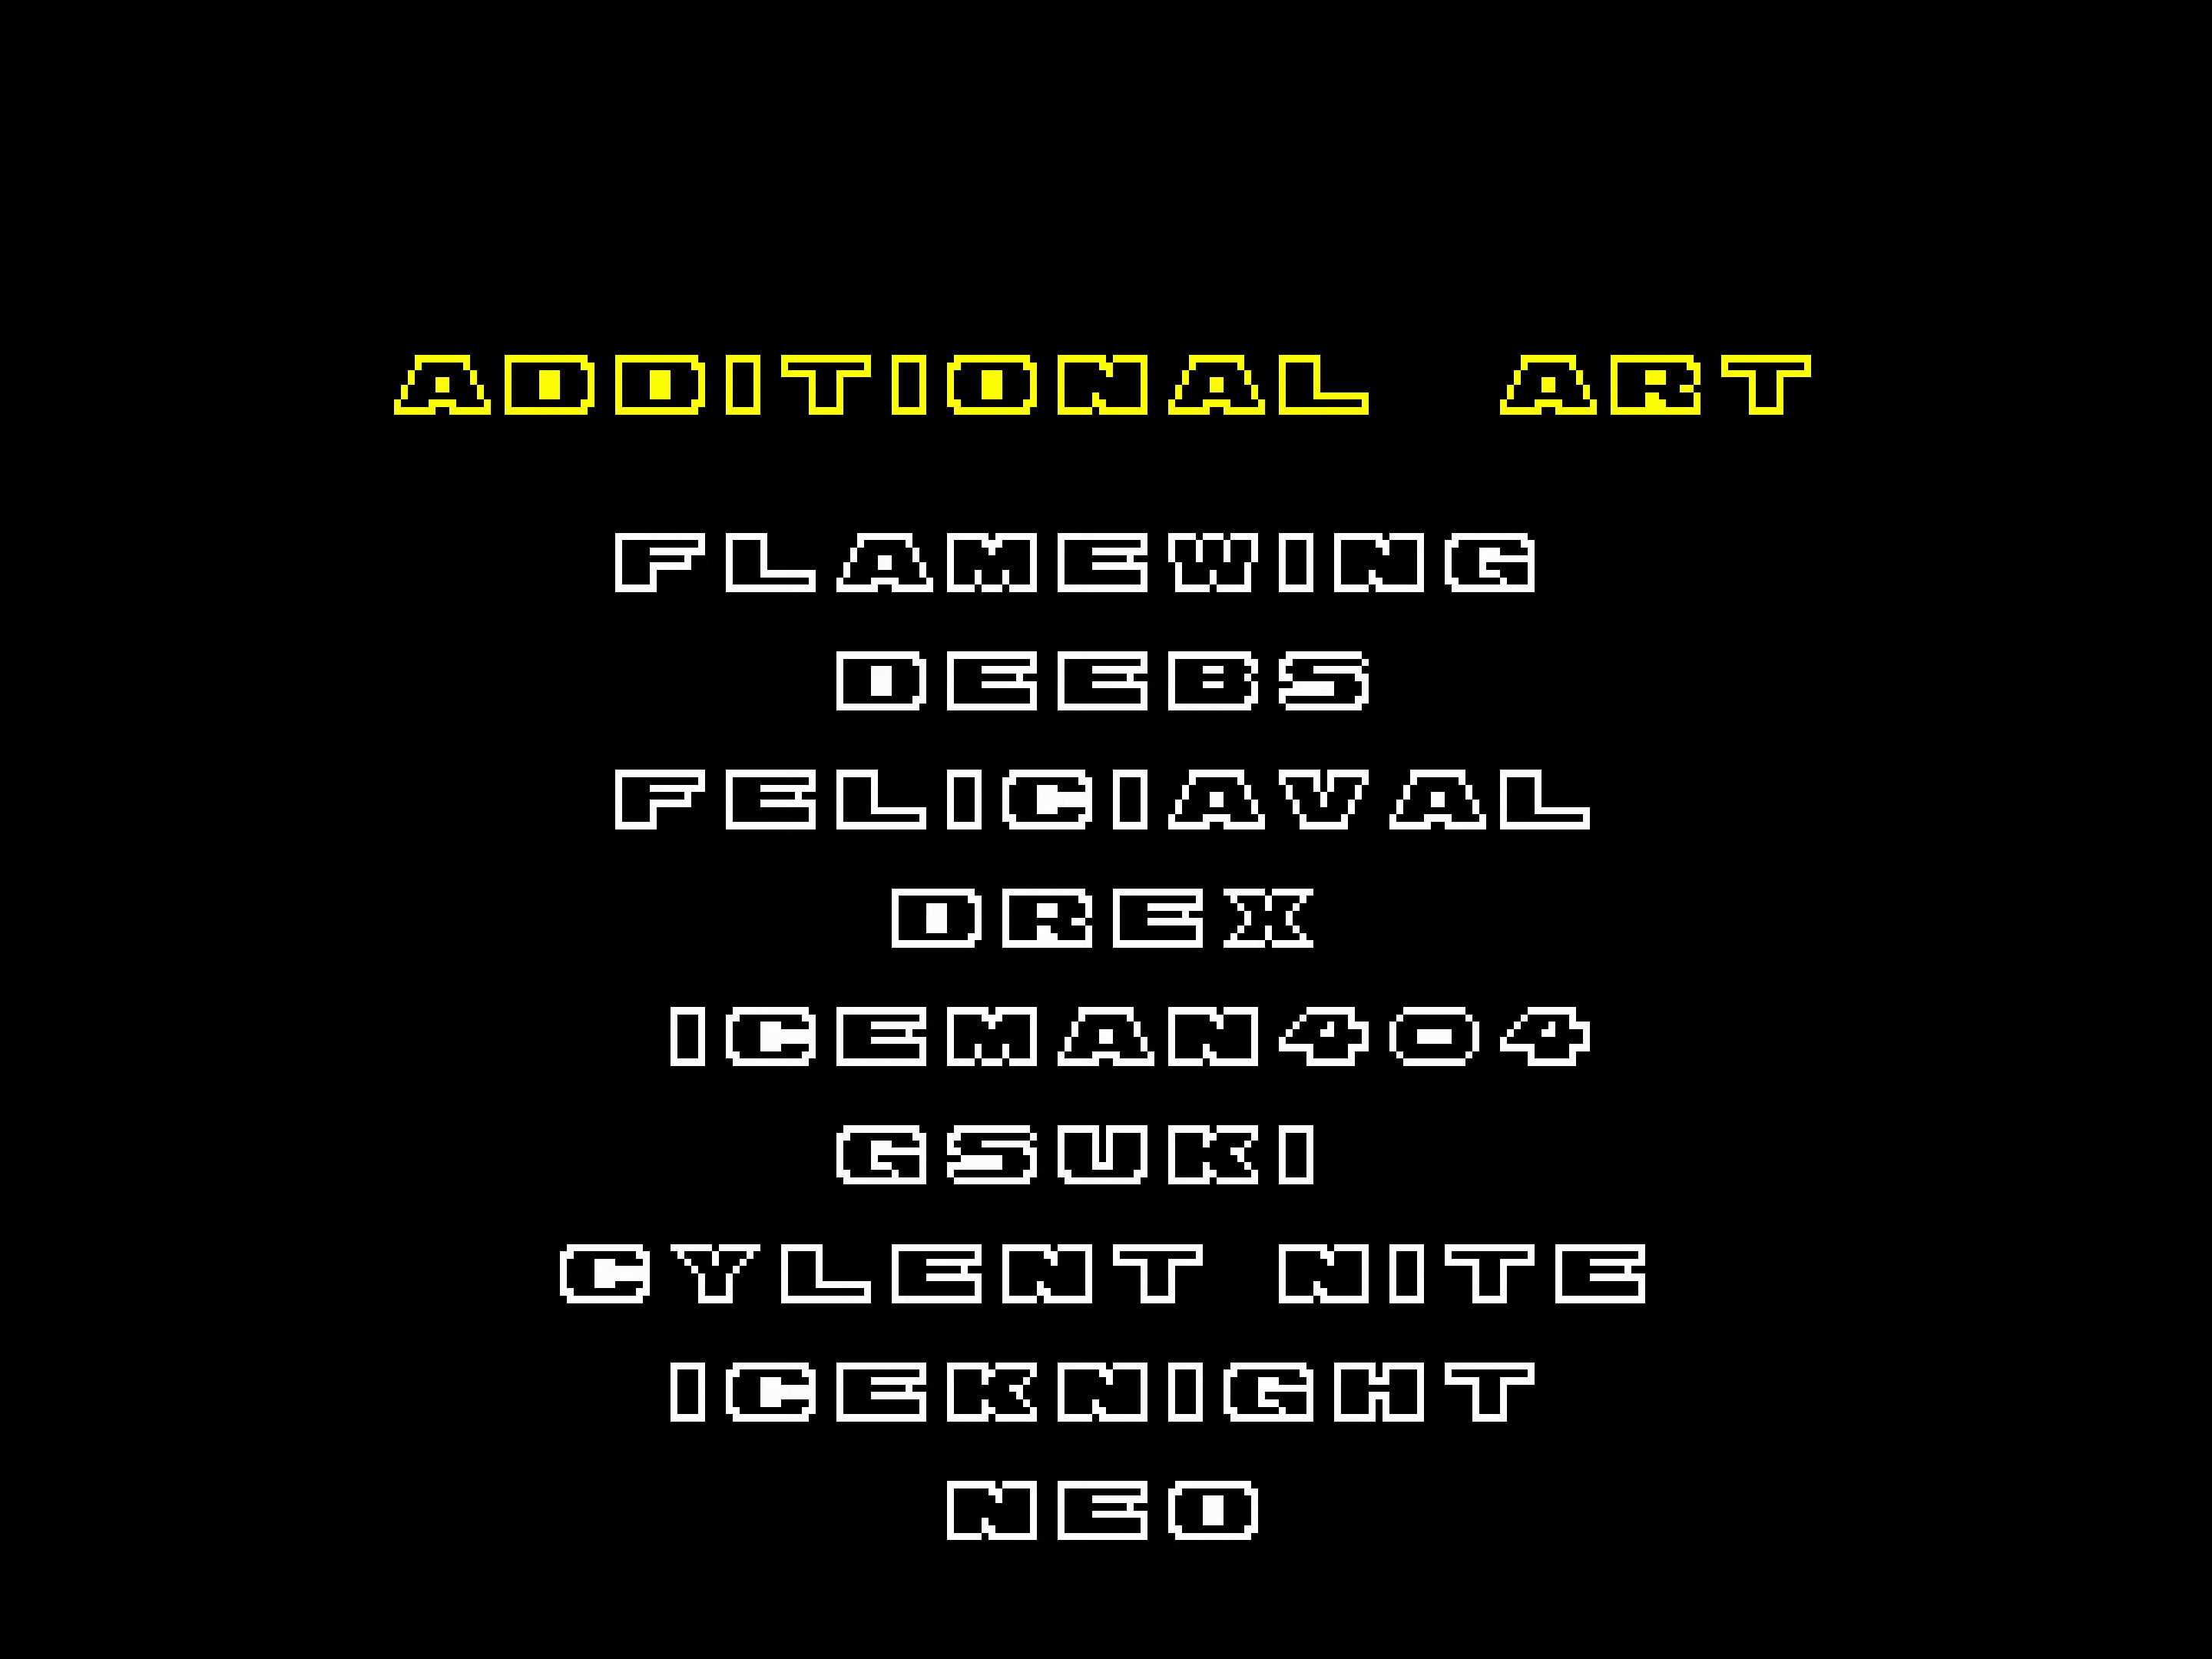 ADDITIONAL ART
FLAMEWING
DEEBS
FELICIAVAL
DREX
ICEMAN404
GSUKI
CYLENT NITE
ICEKNIGHT
NEO